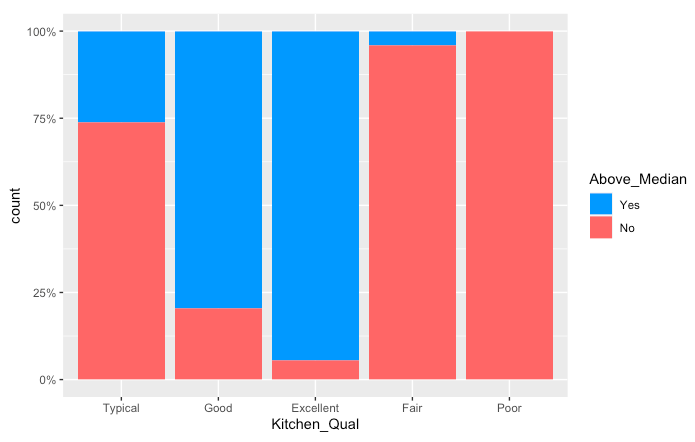 100%
75%
50%
25%
0%
count
Typical
Good
Excellent
Fair
Poor
Kitchen_Qual
Above_Median
Yes
No